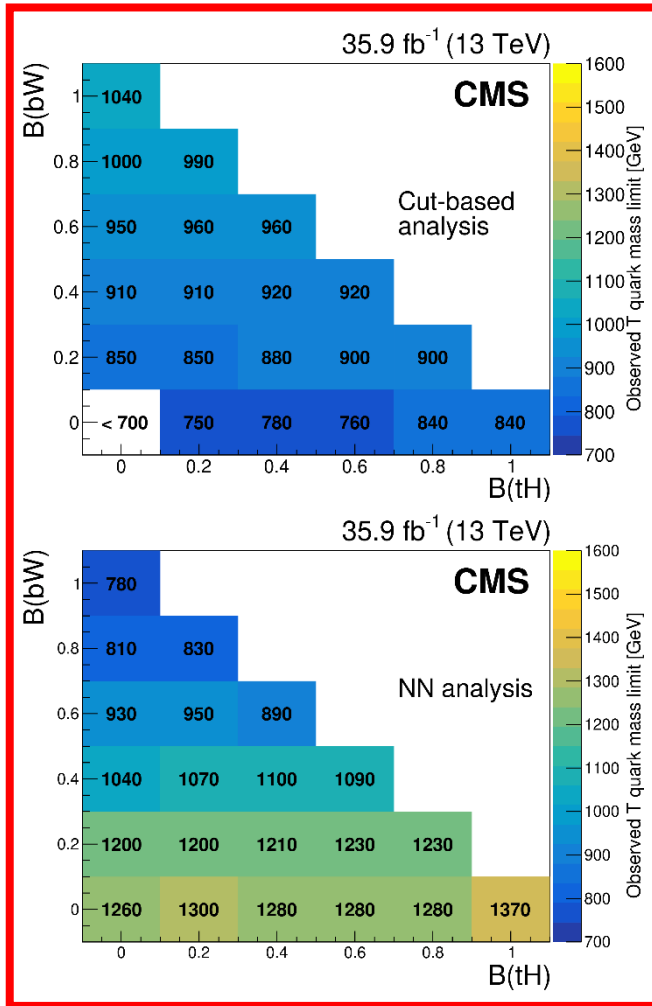 35.9 fb⁻¹ (13 TeV)
B(bW)
CMS
Cut-based
analysis
1
0.8
0.6
0.4
0.2
0
1040
1000 990
950 960 960
910 910 920 920
850 850 880 900 900
< 700 750 780 760 840 840
0 0.2 0.4 0.6 0.8 1
B(tH)
1600
1500
1400
1300
1200
1100
1000
900
800
700
Observed T quark mass limit [GeV]
35.9 fb⁻¹ (13 TeV)
B(bW)
CMS
NN analysis
1
0.8
0.6
0.4
0.2
0
780
810 830
930 950 890
1040 1070 1100 1090
1200 1200 1210 1230 1230
1260 1300 1280 1280 1280 1370
0 0.2 0.4 0.6 0.8 1
B(tH)
1600
1500
1400
1300
1200
1100
1000
900
800
700
Observed T quark mass limit [GeV]